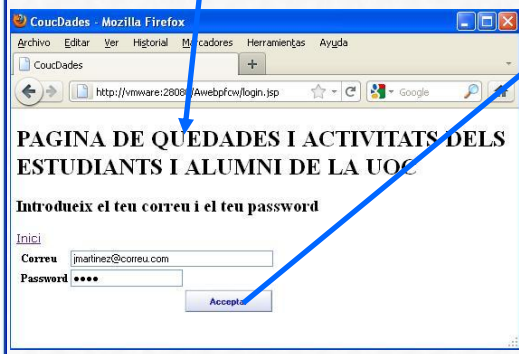 CoucDades - Mozilla Firefox
Archivo Editar Ver Historial Marcadores Herramientas Ayuda
CoucDades
http://vmware:2808/Awebpfcw/login.jsp Google
PAGINA DE QUEDADES I ACTIVITATS DELS
ESTUDIANTS I ALUMNI DE LA UOC
Introdueix el teu correu i el teu password
Inici
Correu jmartinez@correu.com
Password ••••
Acceptar